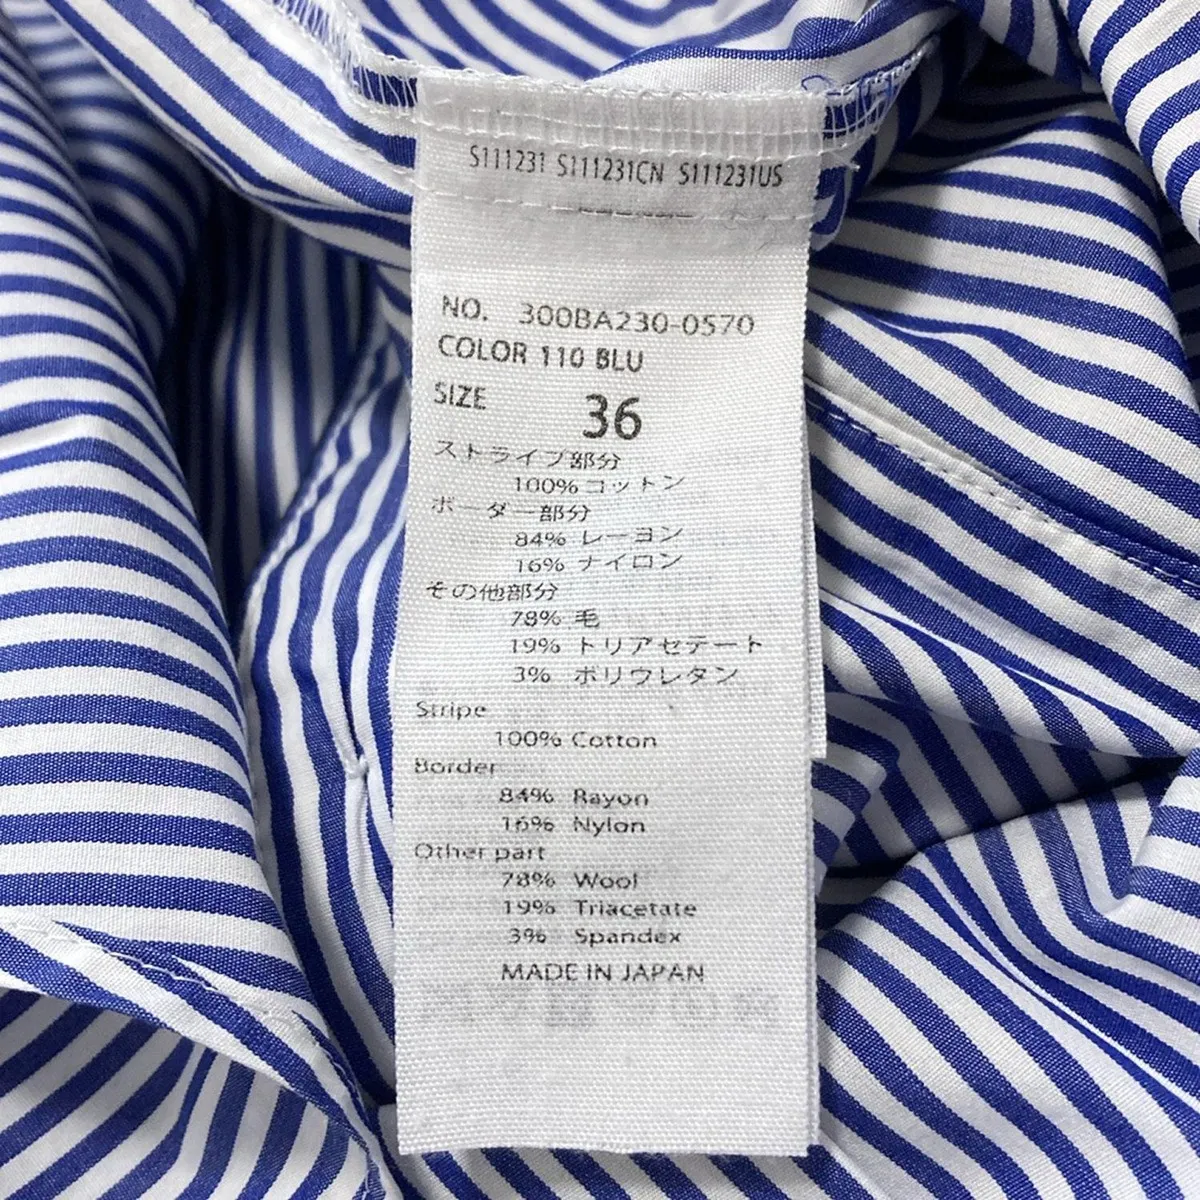 S111231 S111231CN S111231US
NO. 300BA230-0570
COLOR 110 BLU
SIZE 36
ストライプ部分
100% コットン
ボーダー部分
84% レーヨン
16% ナイロン
その他部分
78% 毛
19% トリアセテート
3% ポリウレタン
Stripe
100% Cotton
Border
84% Rayon
16% Nylon
Other part
78% Wool
19% Triacetate
3% Spandex
MADE IN JAPAN